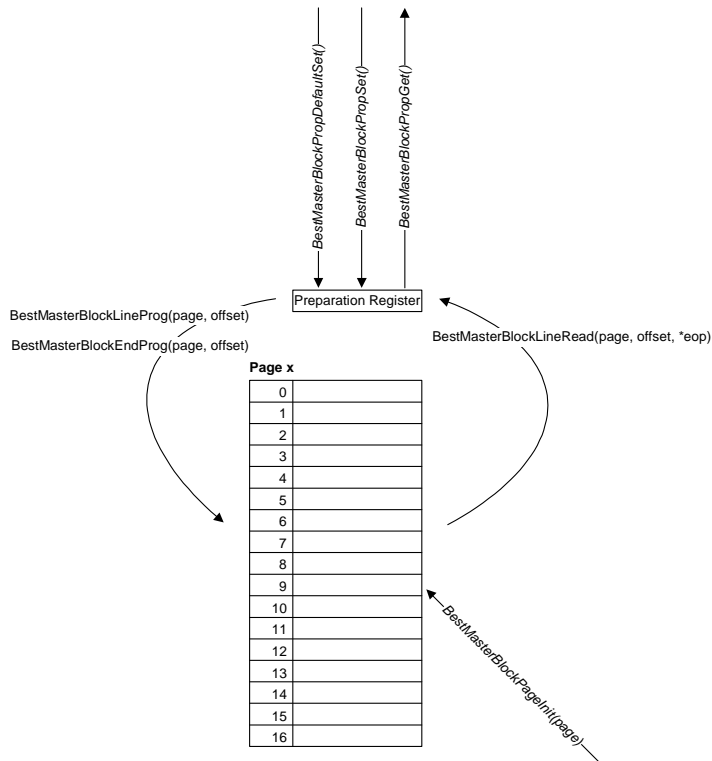 BestMasterBlockPropDefaultSet()
BestMasterBlockPropSet()
BestMasterBlockPropGet()
Preparation Register
BestMasterBlockLineProg(page, offset)
BestMasterBlockEndProg(page, offset)
BestMasterBlockLineRead(page, offset, *eop)
Page x
0
1
2
3
4
5
6
7
8
9
10
11
12
13
14
15
16
BestMasterBlockPageInit(page)